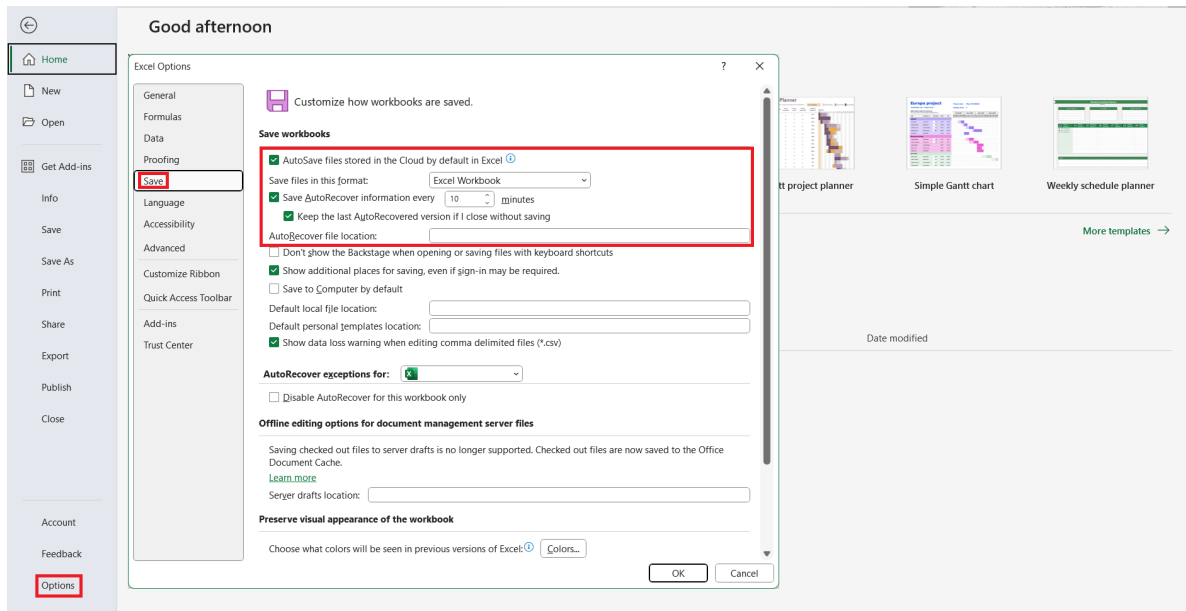 Good afternoon
Home
New
Open
Get Add-ins
Info
Save
Save As
Print
Share
Export
Publish
Close
Account
Feedback
Options
Excel Options
?
General
Formulas
Data
Proofing
Save
Language
Accessibility
Advanced
Customize Ribbon
Quick Access Toolbar
Add-ins
Trust Center
Customize how workbooks are saved.
Save workbooks
AutoSave files stored in the Cloud by default in Excel
Save files in this format: Excel Workbook
Save AutoRecover information every 10 minutes
Keep the last AutoRecovered version if I close without saving
AutoRecover file location:
Don't show the Backstage when opening or saving files with keyboard shortcuts
Show additional places for saving, even if sign-in may be required.
Save to Computer by default
Default local file location:
Default personal templates location:
Show data loss warning when editing comma delimited files (*.csv)
AutoRecover exceptions for:
Disable AutoRecover for this workbook only
Offline editing options for document management server files
Saving checked out files to server drafts is no longer supported. Checked out files are now saved to the Office
Document Cache.
Learn more
Server drafts location:
Preserve visual appearance of the workbook
Choose what colors will be seen in previous versions of Excel: Colors...
OK Cancel
Planner
Europa project
tt project planner
Simple Gantt chart
Weekly schedule planner
More templates
Date modified